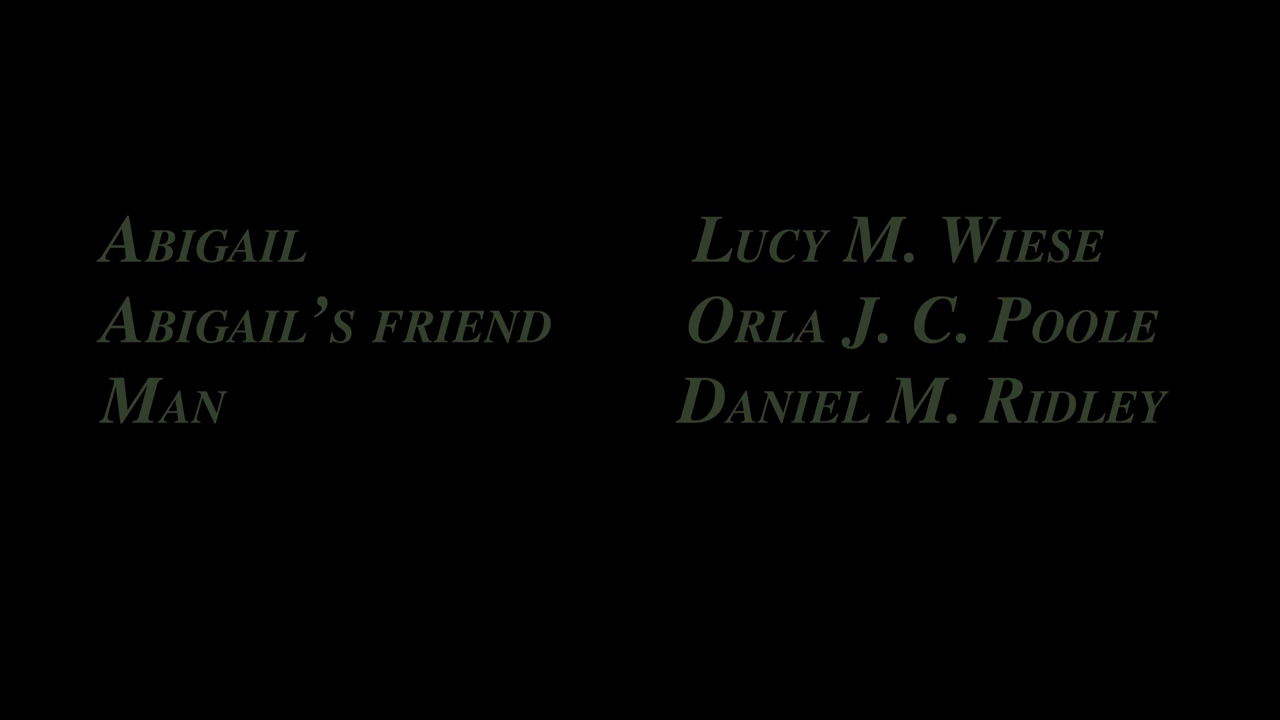 Abigail Lucy M. Wiese
Abigail’s friend Orla J. C. Poole
Man Daniel M. Ridley